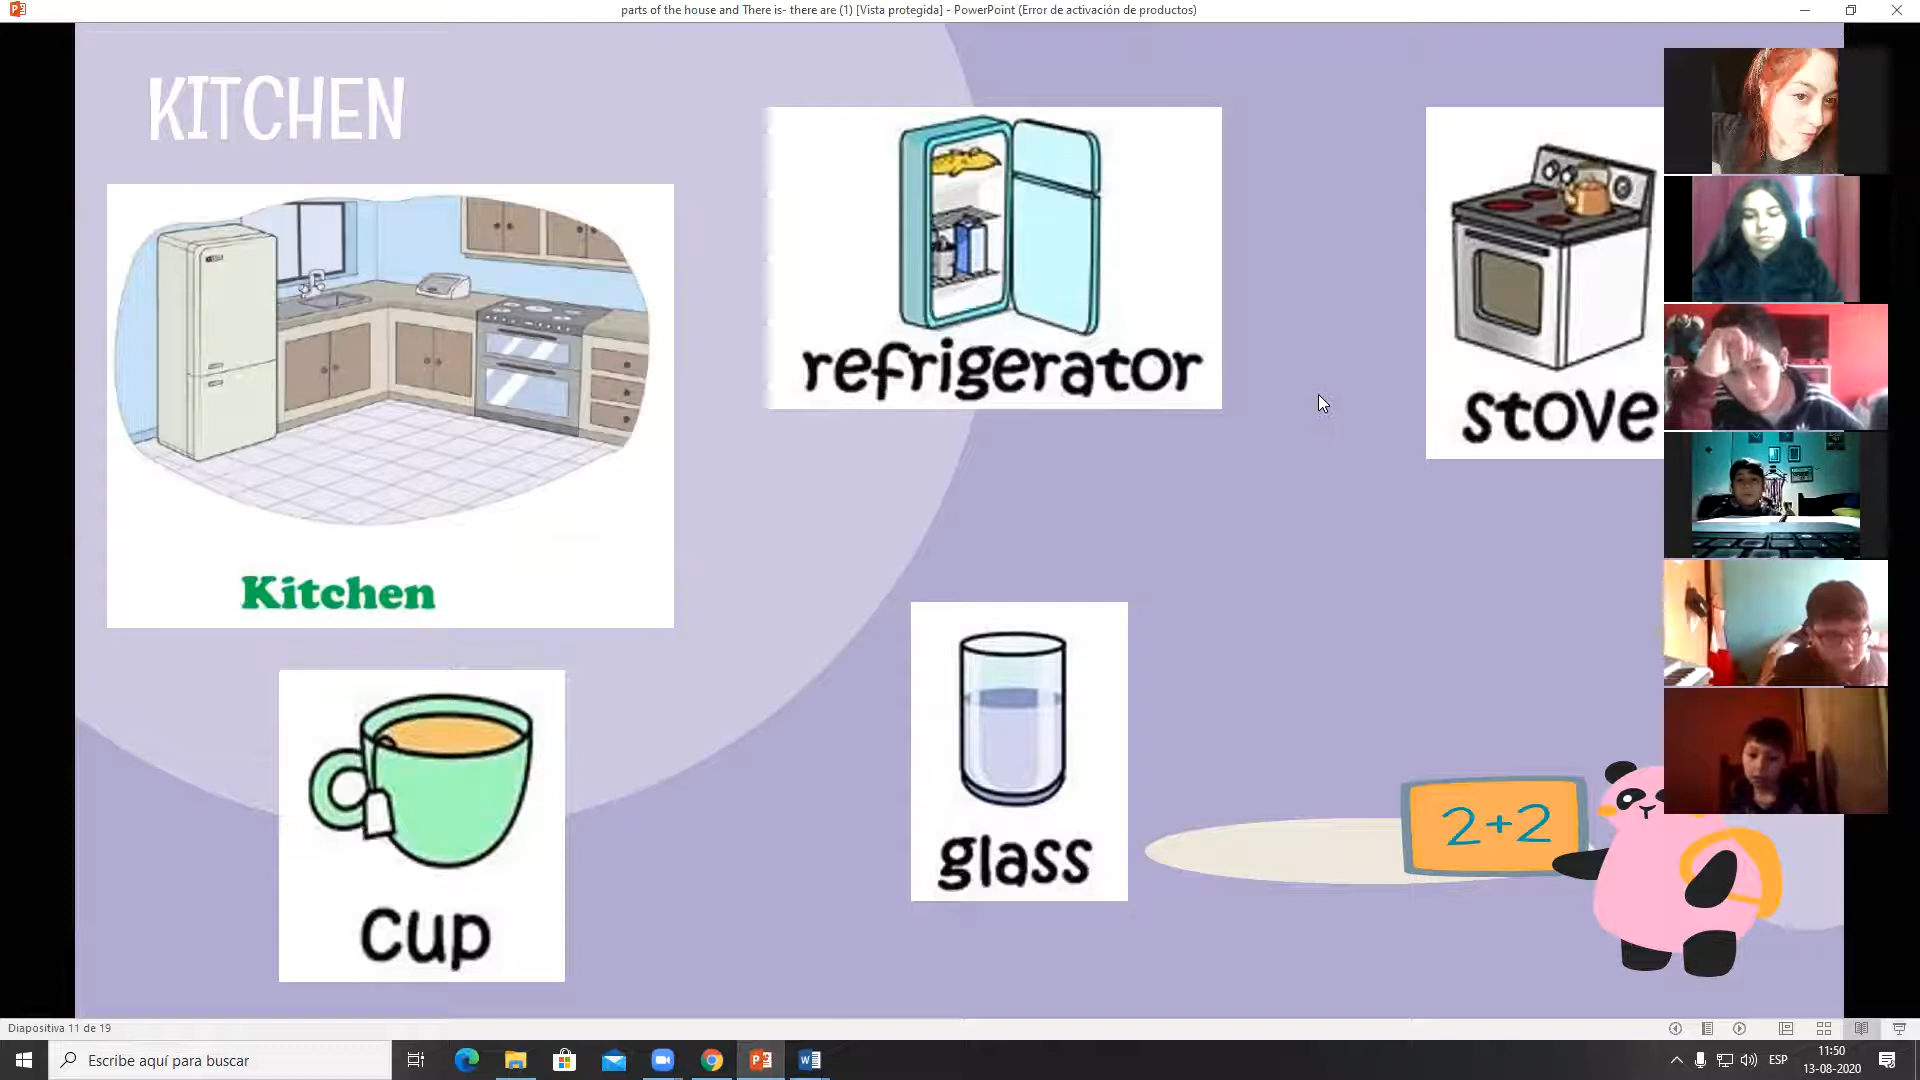 parts of the house and There is- there are (1) [Vista protegida] - PowerPoint (Error de activación de productos)
KITCHEN
refrigerator
stove
Kitchen
cup
glass
2+2
Diapositiva 11 de 19
Escribe aquí para buscar
ESP
11:50
13-08-2020